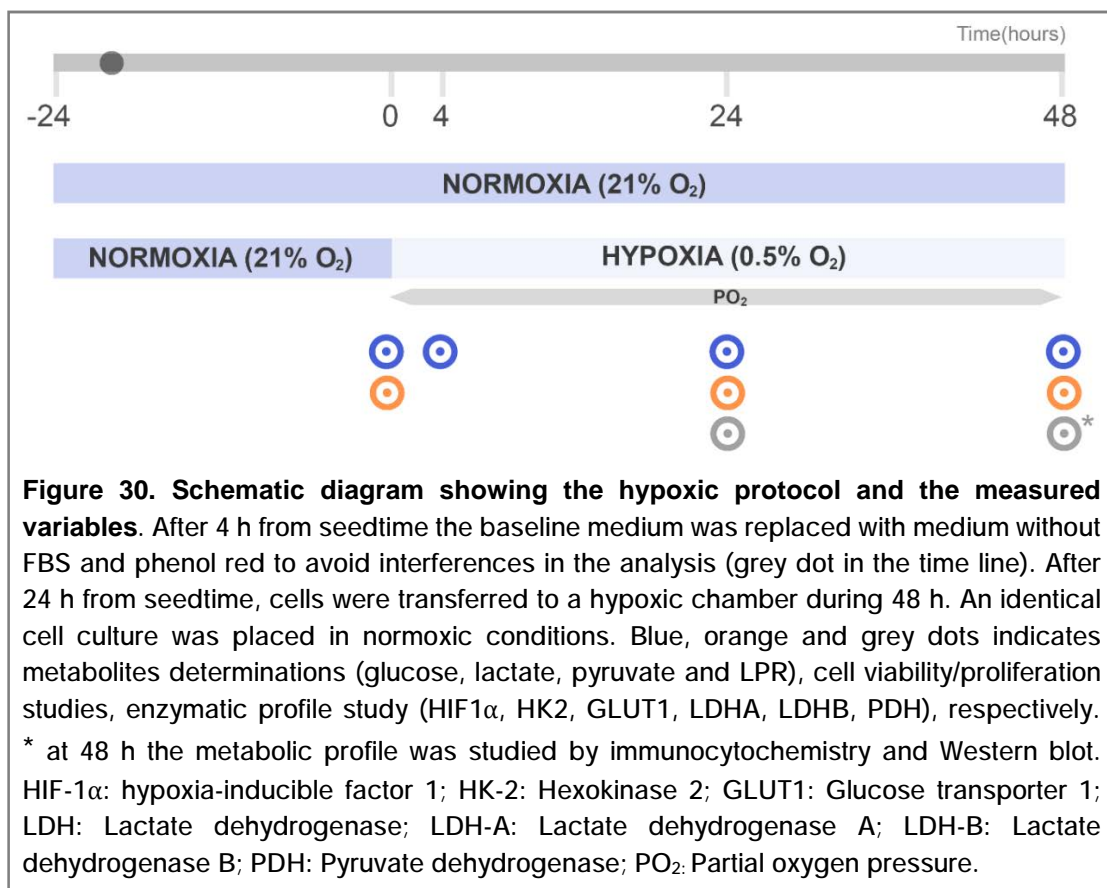 Time(hours)
-24 0 4 24 48
NORMOXIA (21% O₂)
NORMOXIA (21% O₂) HYPOXIA (0.5% O₂)
PO₂
*
Figure 30. Schematic diagram showing the hypoxic protocol and the measured
variables. After 4 h from seedtime the baseline medium was replaced with medium without
FBS and phenol red to avoid interferences in the analysis (grey dot in the time line). After
24 h from seedtime, cells were transferred to a hypoxic chamber during 48 h. An identical
cell culture was placed in normoxic conditions. Blue, orange and grey dots indicates
metabolites determinations (glucose, lactate, pyruvate and LPR), cell viability/proliferation
studies, enzymatic profile study (HIF1α, HK2, GLUT1, LDHA, LDHB, PDH), respectively.
* at 48 h the metabolic profile was studied by immunocytochemistry and Western blot.
HIF-1α: hypoxia-inducible factor 1; HK-2: Hexokinase 2; GLUT1: Glucose transporter 1;
LDH: Lactate dehydrogenase; LDH-A: Lactate dehydrogenase A; LDH-B: Lactate
dehydrogenase B; PDH: Pyruvate dehydrogenase; PO₂: Partial oxygen pressure.